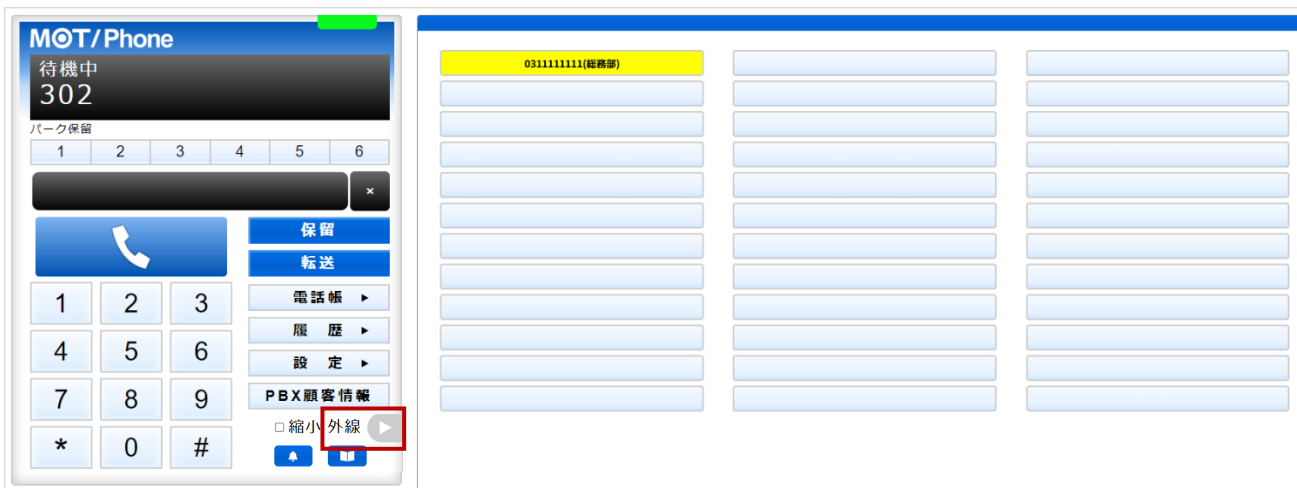 MOT/Phone
待機中
302
パーク保留
1 2 3 4 5 6
×
保留
転送
1 2 3
電話帳 ▶
履 歴 ▶
4 5 6
設 定 ▶
7 8 9
PBX顧客情報
□縮小 外線 ▶
* 0 #
0311111111(総務部)